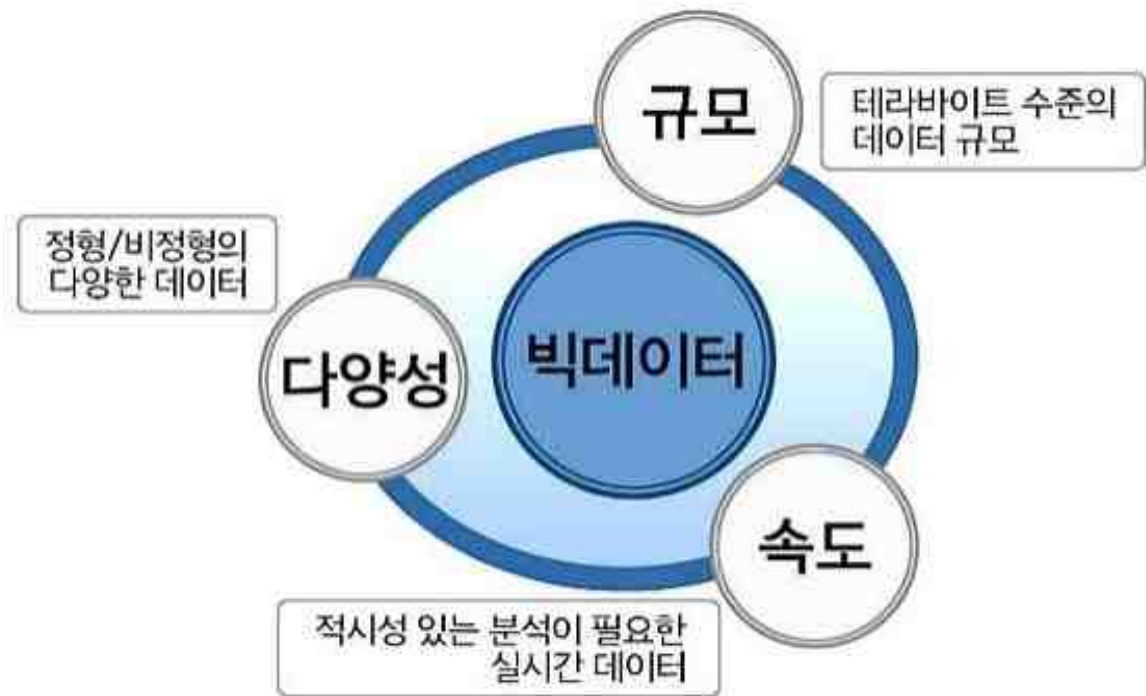 규모
테라바이트 수준의
데이터 규모
정형/비정형의
다양한 데이터
다양성
빅데이터
속도
적시성 있는 분석이 필요한
실시간 데이터